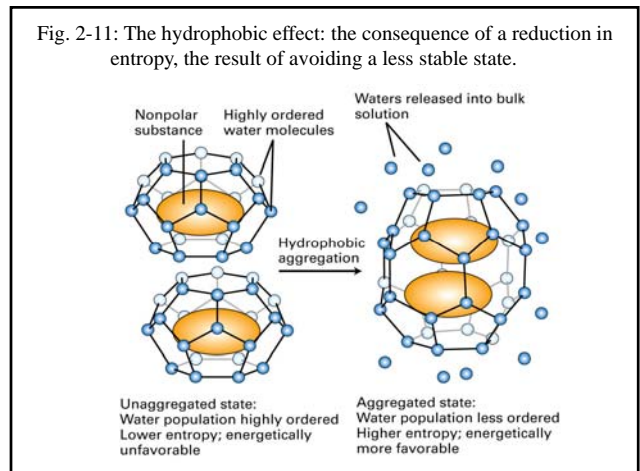 Fig. 2-11: The hydrophobic effect: the consequence of a reduction in
entropy, the result of avoiding a less stable state.
Nonpolar
substance
Highly ordered
water molecules
Waters released into bulk
solution
Hydrophobic
aggregation
Unaggregated state:
Water population highly ordered
Lower entropy; energetically
unfavorable
Aggregated state:
Water population less ordered
Higher entropy; energetically
more favorable